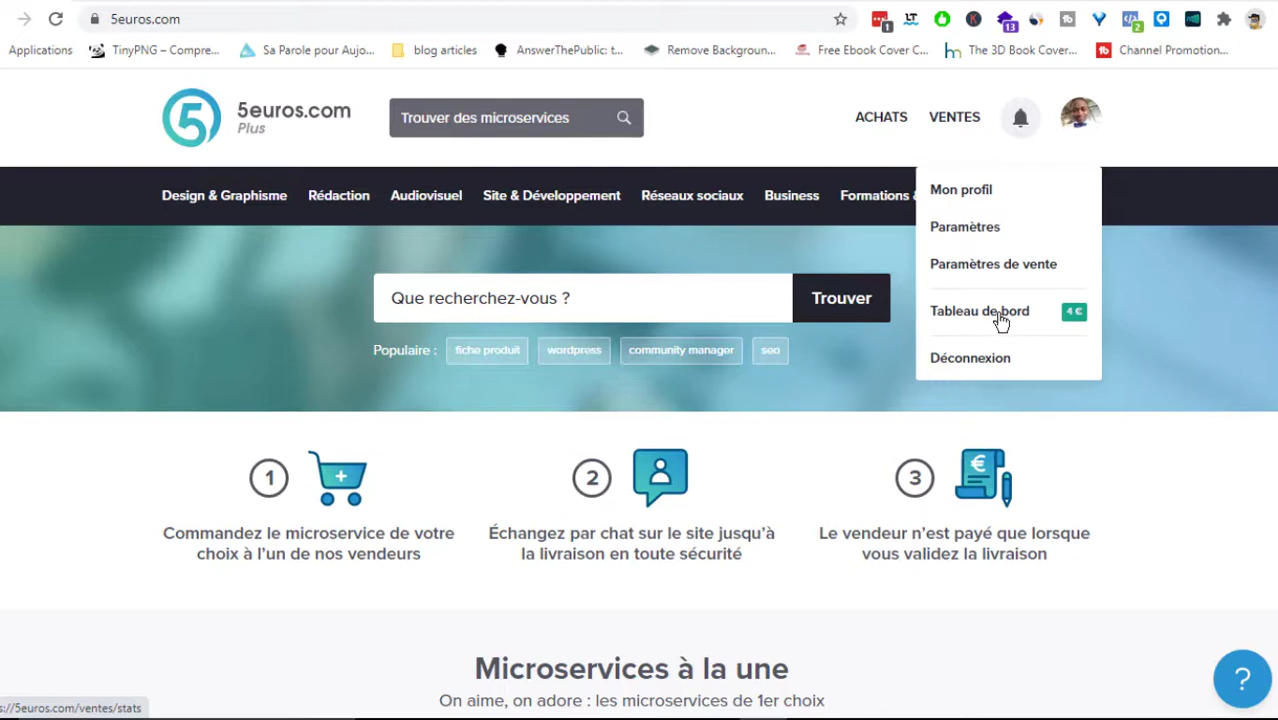 5euros.com
1
13
2
Applications
TinyPNG – Compre...
Sa Parole pour Aujo...
blog articles
AnswerThePublic: t...
Remove Backgroun...
Free Ebook Cover C...
The 3D Book Cover...
Channel Promotion...
5
5euros.com
Plus
Trouver des microservices
ACHATS
VENTES
Design & Graphisme
Rédaction
Audiovisuel
Site & Développement
Réseaux sociaux
Business
Formations &
Mon profil
Paramètres
Paramètres de vente
Tableau de bord
4 €
Déconnexion
Que recherchez-vous ?
Trouver
Populaire :
fiche produit
wordpress
community manager
seo
1
2
3
Commandez le microservice de votre
choix à l'un de nos vendeurs
Échangez par chat sur le site jusqu'à
la livraison en toute sécurité
Le vendeur n'est payé que lorsque
vous validez la livraison
Microservices à la une
On aime, on adore : les microservices de 1er choix
?
s://5euros.com/ventes/stats